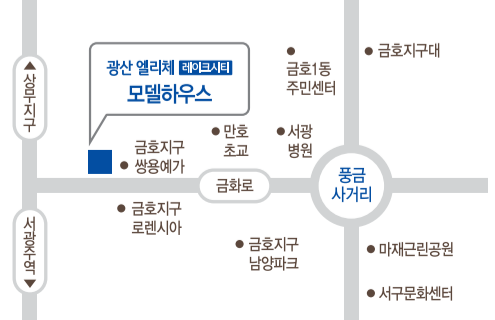 ▲상무지구
광산 엘리체 레이크시티
모델하우스
금호1동
주민센터
금호지구대
만호
초교
서광
병원
금호지구
쌍용예가
금화로
풍금
사거리
금호지구
로렌시아
금호지구
남양파크
서광주역▼
마재근린공원
서구문화센터